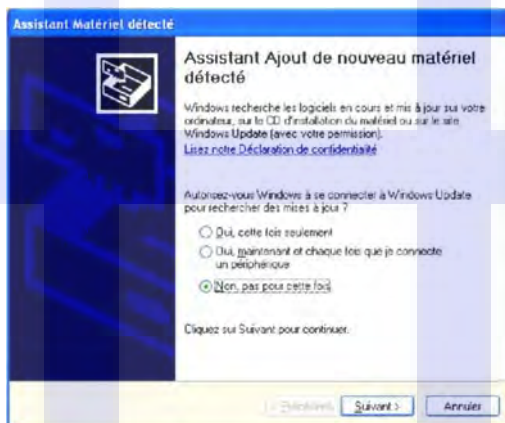 Assistant Matériel détecté
Assistant Ajout de nouveau matériel
détecté
Windows recherche les logiciels en cours et mis à jour sur votre
ordinateur, sur le CD d'installation du matériel ou sur le site
Windows Update (avec votre permission).
Lisez notre Déclaration de confidentialité
Autorisez-vous Windows à se connecter à Windows Update
pour rechercher des mises à jour ?
Oui, cette fois seulement
Oui, maintenant et chaque fois que je connecte
un périphérique
Non, pas pour cette fois
Cliquez sur Suivant pour continuer.
< Précédent Suivant > Annuler